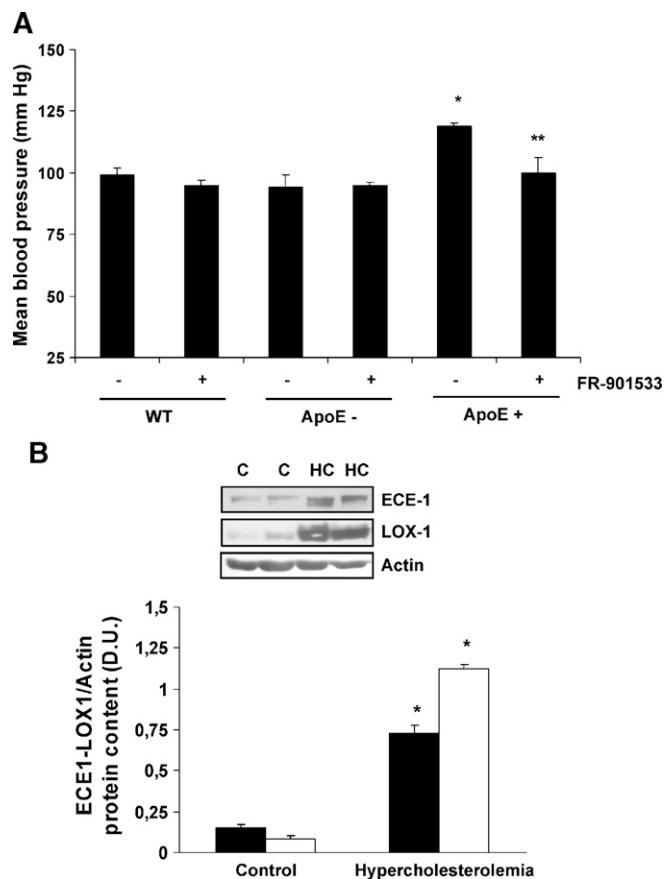 A
Mean blood pressure (mm Hg)
150
125
100
75
50
25
*
**
- + - + - + FR-901533
WT ApoE - ApoE +
B
C C HC HC
ECE-1
LOX-1
Actin
ECE1-LOX1/Actin
protein content (D.U.)
1,5
1,25
1
0,75
0,5
0,25
0
*
*
Control Hypercholesterolemia